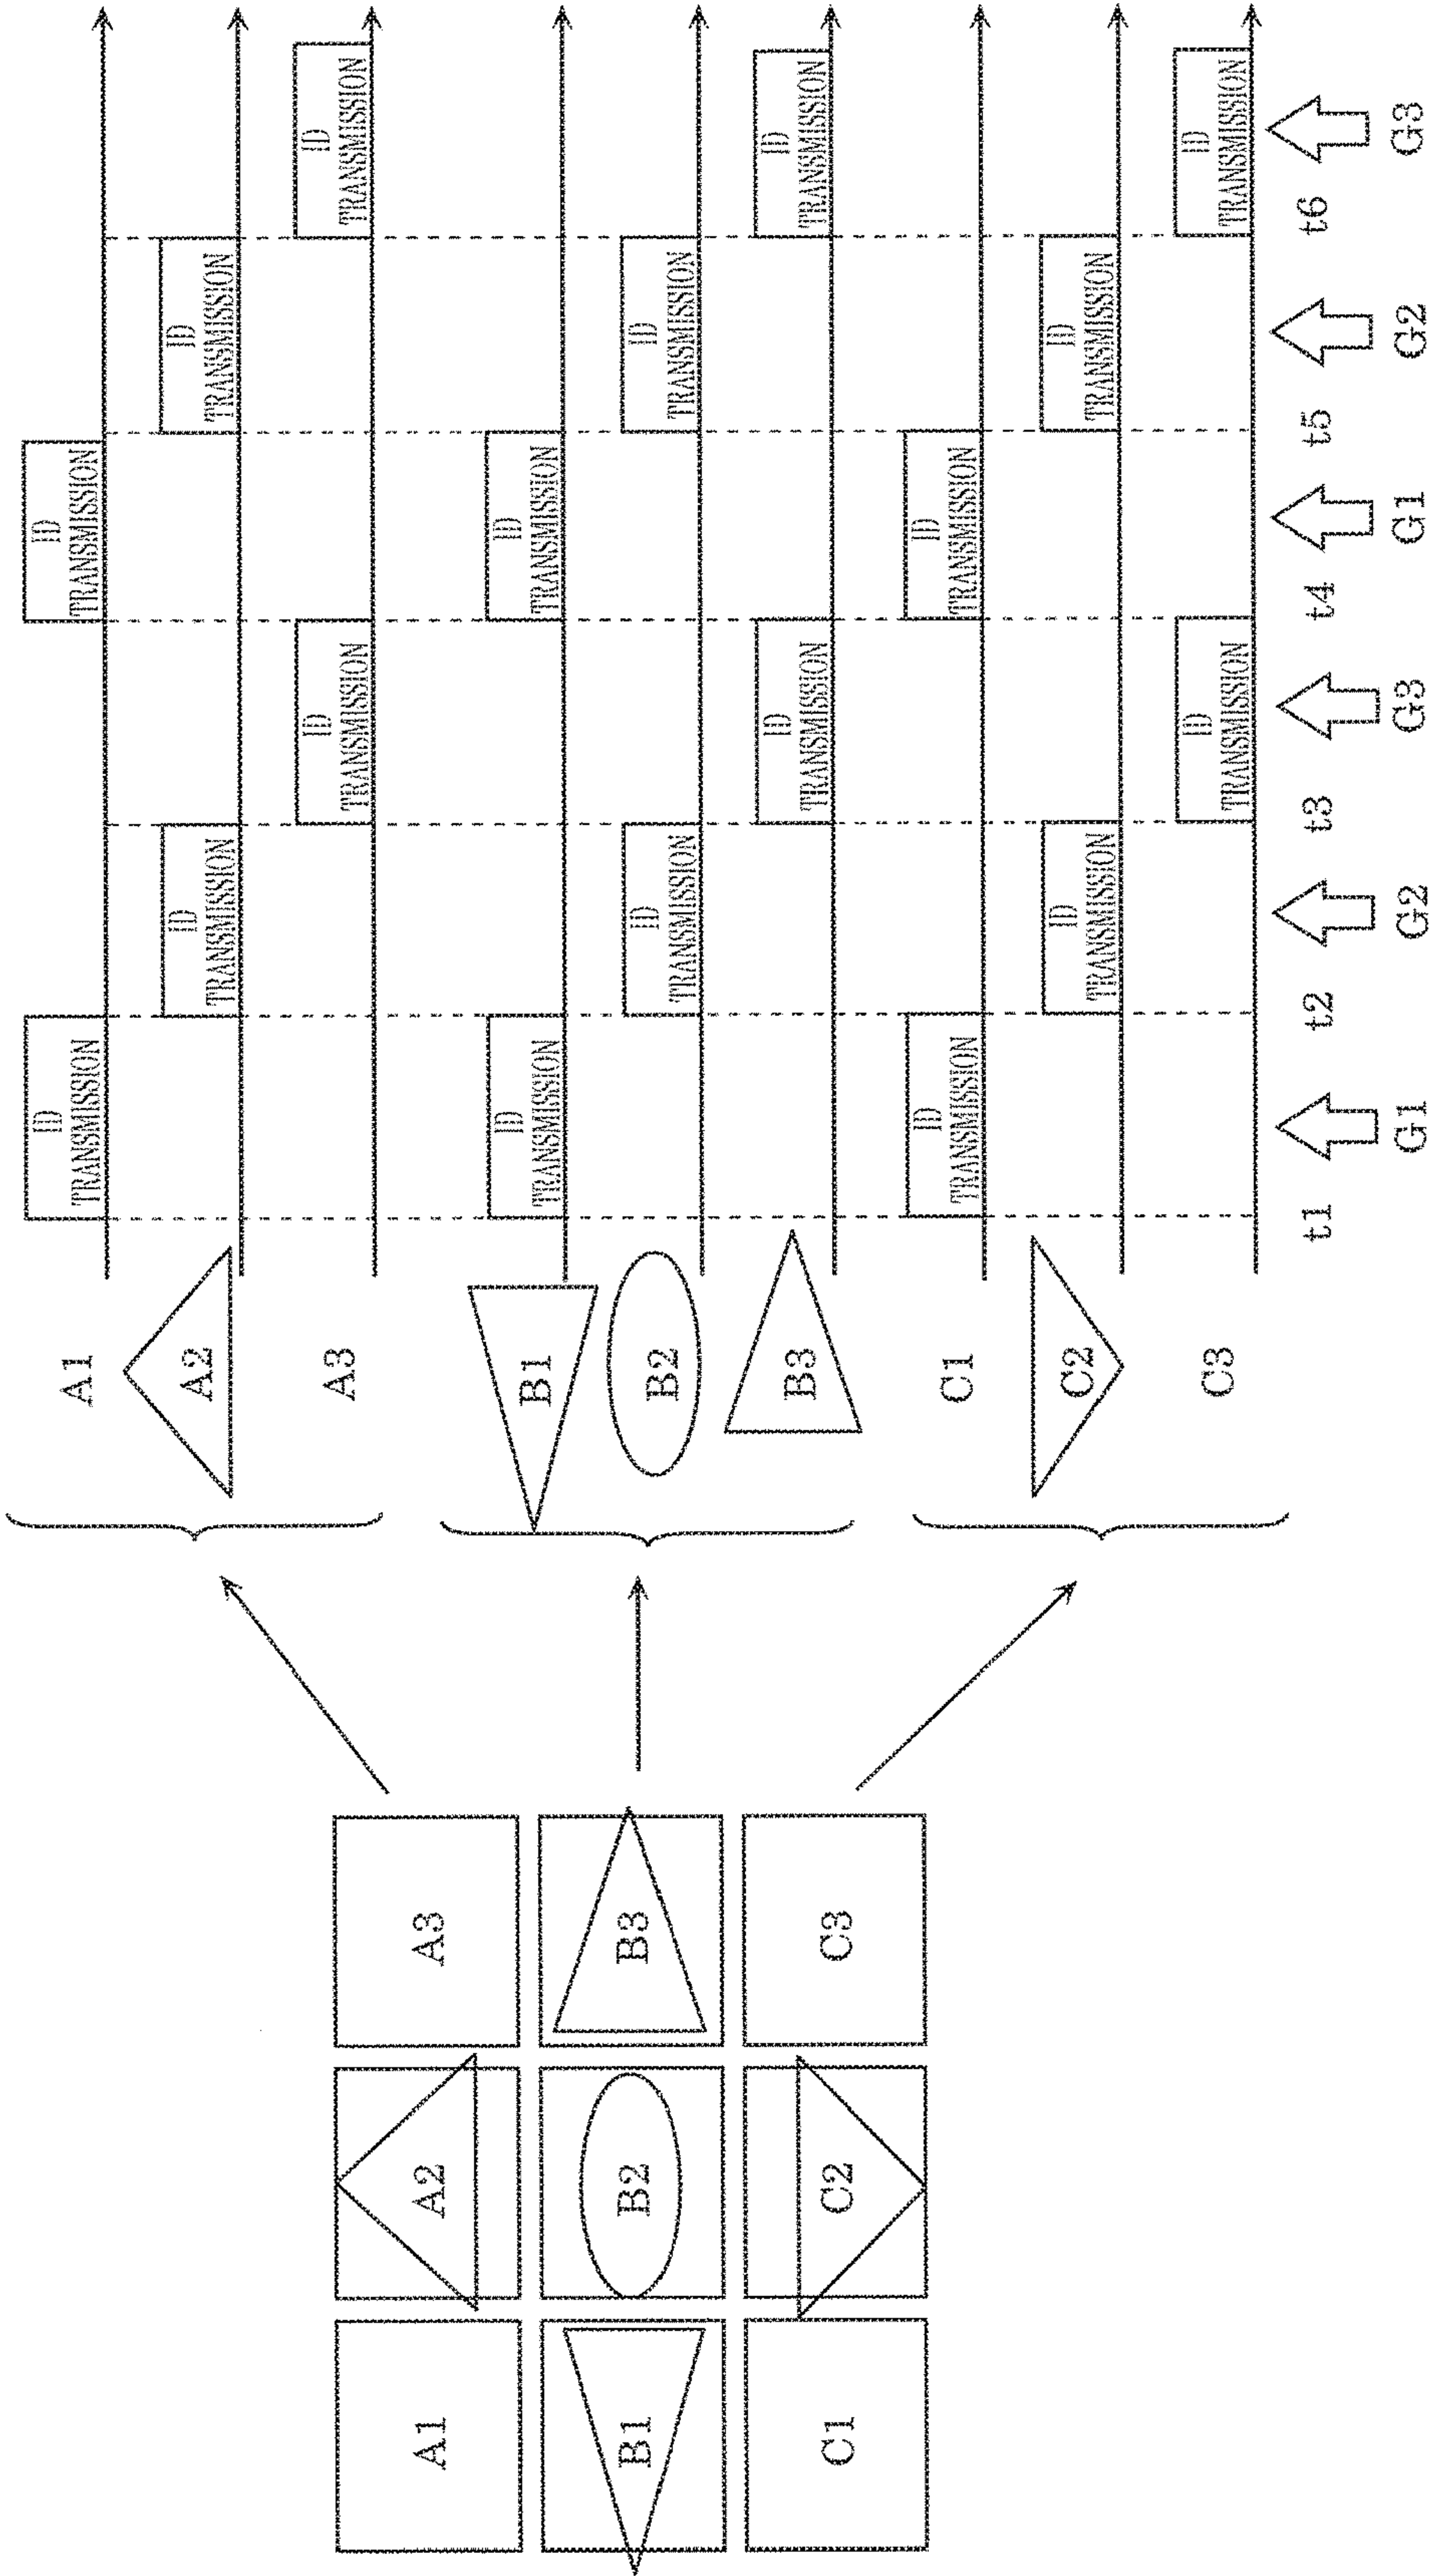 A1
A2
A3
B1
B2
B3
C1
C2
C3
A1
ID
TRANSMISSION
ID
TRANSMISSION
A2
ID
TRANSMISSION
ID
TRANSMISSION
A3
ID
TRANSMISSION
ID
TRANSMISSION
B1
ID
TRANSMISSION
ID
TRANSMISSION
B2
ID
TRANSMISSION
ID
TRANSMISSION
B3
ID
TRANSMISSION
ID
TRANSMISSION
C1
ID
TRANSMISSION
ID
TRANSMISSION
C2
ID
TRANSMISSION
ID
TRANSMISSION
C3
ID
TRANSMISSION
ID
TRANSMISSION
t1 t2 t3 t4 t5 t6
G1 G2 G3 G1 G2 G3